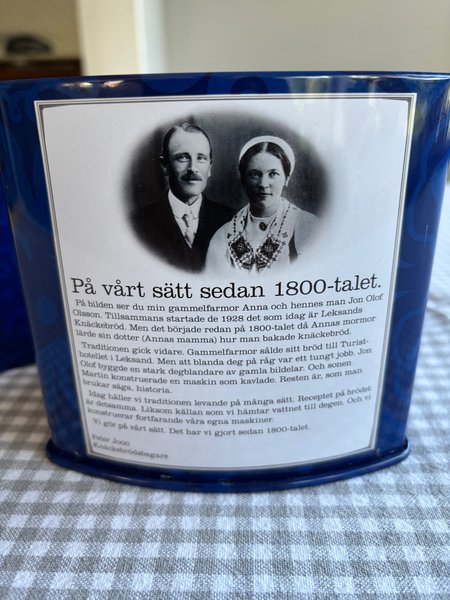 På vårt sätt sedan 1800-talet.
På bilden ser du min gammelfarmor Anna och hennes man Jon Olof
Olsson. Tillsammans startade de 1928 det som idag är Leksands
Knäckebröd. Men det började redan på 1800-talet då Annas mormor
lärde sin dotter (Annas mamma) hur man bakade knäckebröd.
Traditionen gick vidare. Gammelfarmor sålde sitt bröd till Turist-
hotellet i Leksand. Men att blanda deg på råg var ett tungt jobb. Jon
Olof byggde en stark degblandare av gamla bildelar. Och sonen
Martin konstruerade en maskin som kavlade. Resten är, som man
brukar säga, historia.
Idag håller vi traditionen levande på många sätt. Receptet på brödet
är detsamma. Liksom källan som vi hämtar vattnet till degen. Och vi
konstruerar fortfarande våra egna maskiner.
Vi gör på vårt sätt. Det har vi gjort sedan 1800-talet.
Peter Joon
Knäckebrödsbagare